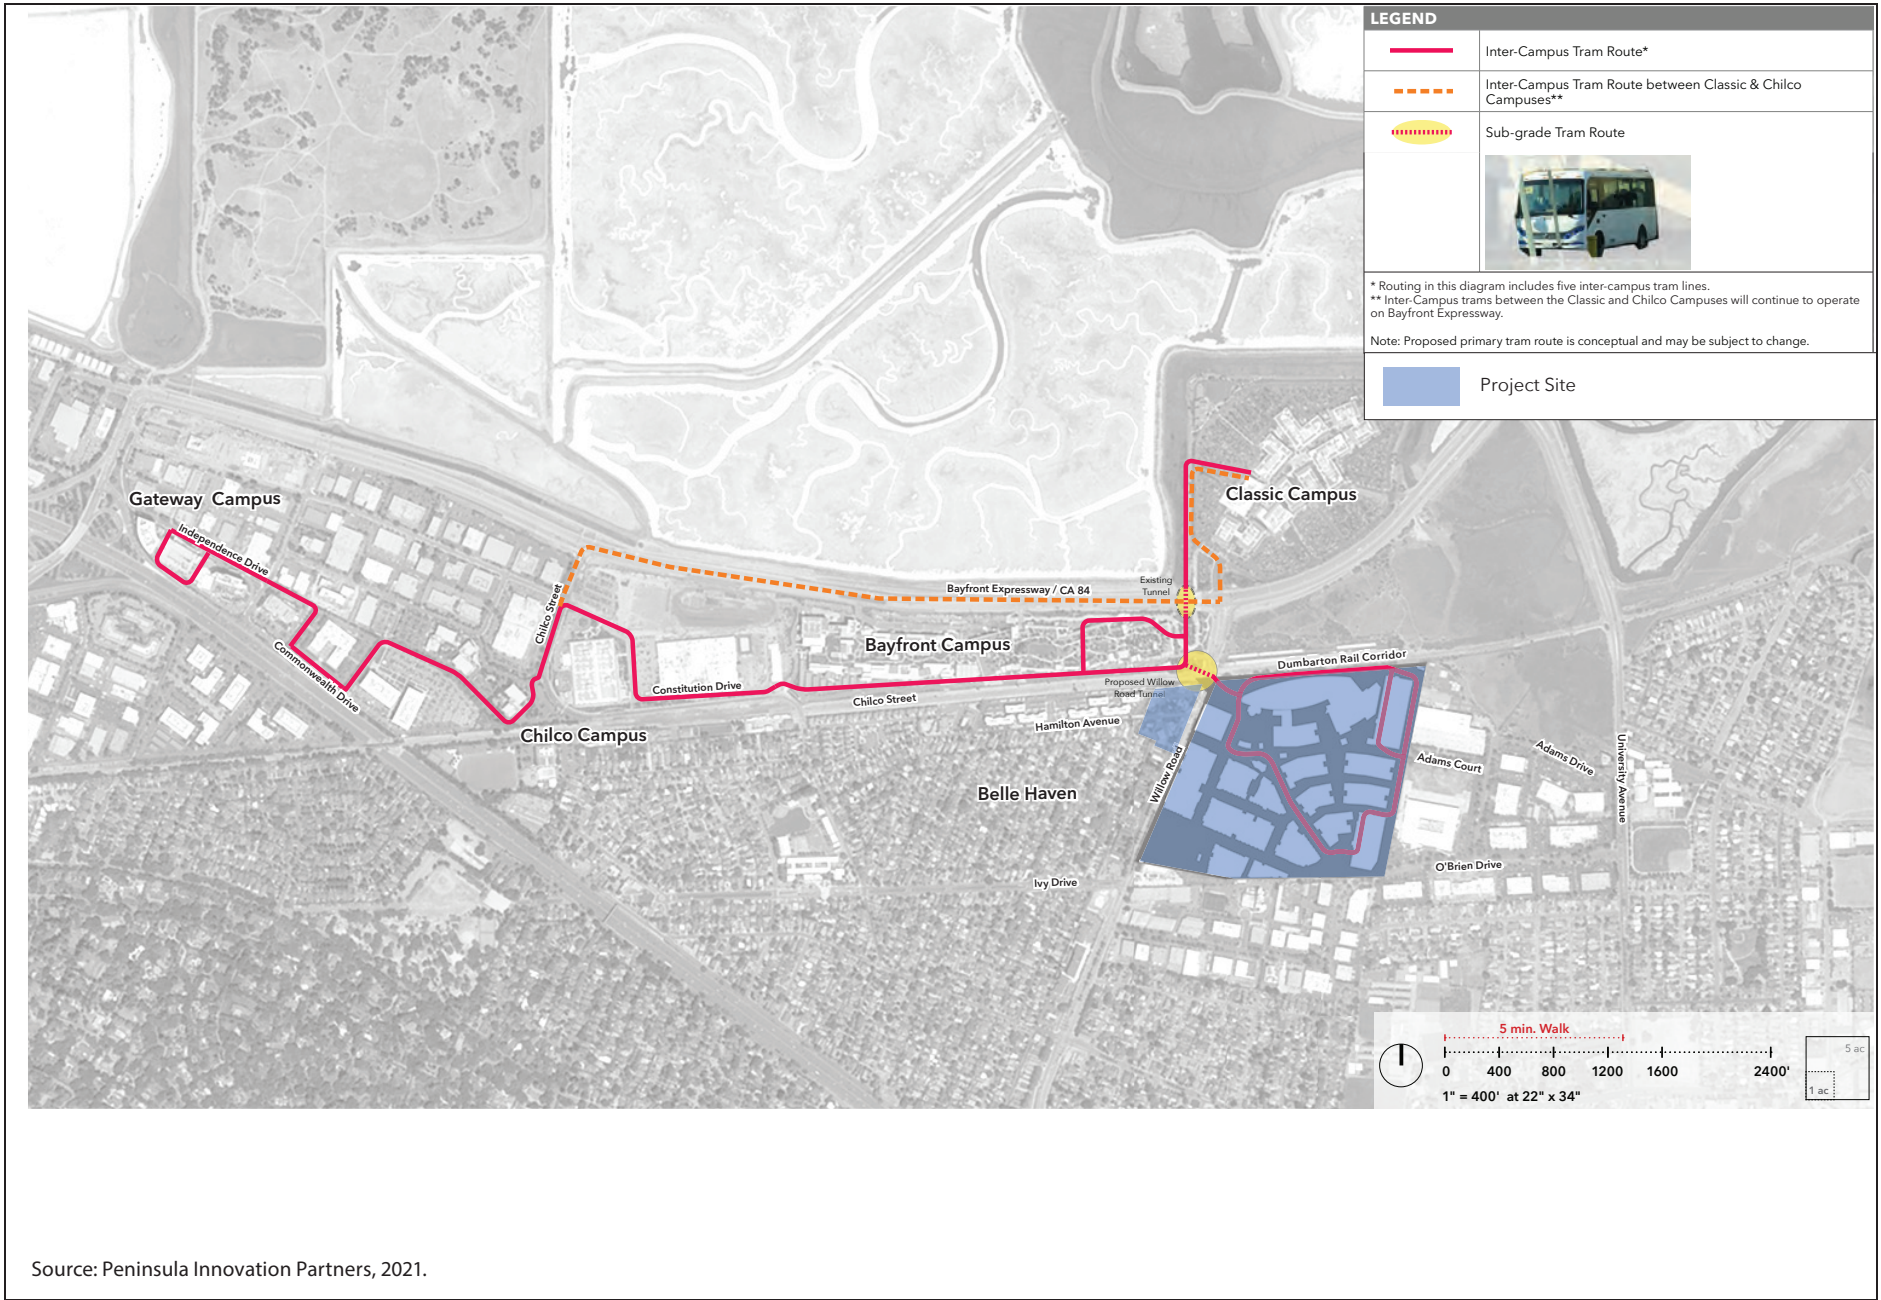 LEGEND
Inter-Campus Tram Route*
Inter-Campus Tram Route between Classic & Chilco
Campuses**
Sub-grade Tram Route
* Routing in this diagram includes five inter-campus tram lines.
** Inter-Campus trams between the Classic and Chilco Campuses will continue to operate
on Bayfront Expressway.
Note: Proposed primary tram route is conceptual and may be subject to change.
Project Site
Gateway Campus
Classic Campus
Independence Drive
Existing
Tunnel
Bayfront Expressway / CA 84
Chilco Street
Bayfront Campus
Commonwealth Drive
Dumbarton Rail Corridor
Constitution Drive
Proposed Willow
Road Tunnel
Chilco Street
Hamilton Avenue
Chilco Campus
Willow Road
Adams Court
Adams Drive
University Avenue
Belle Haven
O'Brien Drive
Ivy Drive
5 min. Walk
0 400 800 1200 1600 2400'
1" = 400' at 22" x 34"
5 ac
1 ac
Source: Peninsula Innovation Partners, 2021.